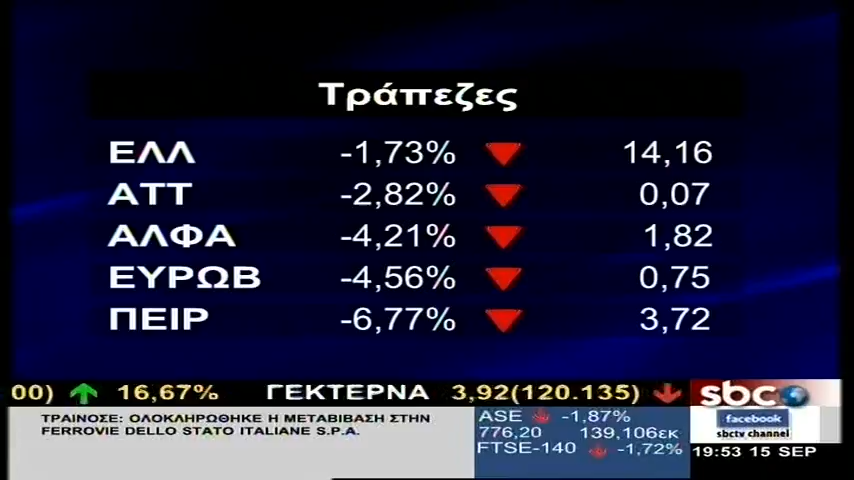 Τράπεζες
ΕΛΛ -1,73% 14,16
ΑΤΤ -2,82% 0,07
ΑΛΦΑ -4,21% 1,82
ΕΥΡΩΒ -4,56% 0,75
ΠΕΙΡ -6,77% 3,72
00) 16,67% ΓΕΚΤΕΡΝΑ 3,92(120.135)
sbc
ΤΡΑΙΝΟΣΕ: ΟΛΟΚΛΗΡΩΘΗΚΕ Η ΜΕΤΑΒΙΒΑΣΗ ΣΤΗΝ
FERROVIE DELLO STATO ITALIANE S.P.A.
ASE -1,87%
776,20 139,106εκ
FTSE-140 -1,72%
facebook
sbctv channel
19:53 15 SEP